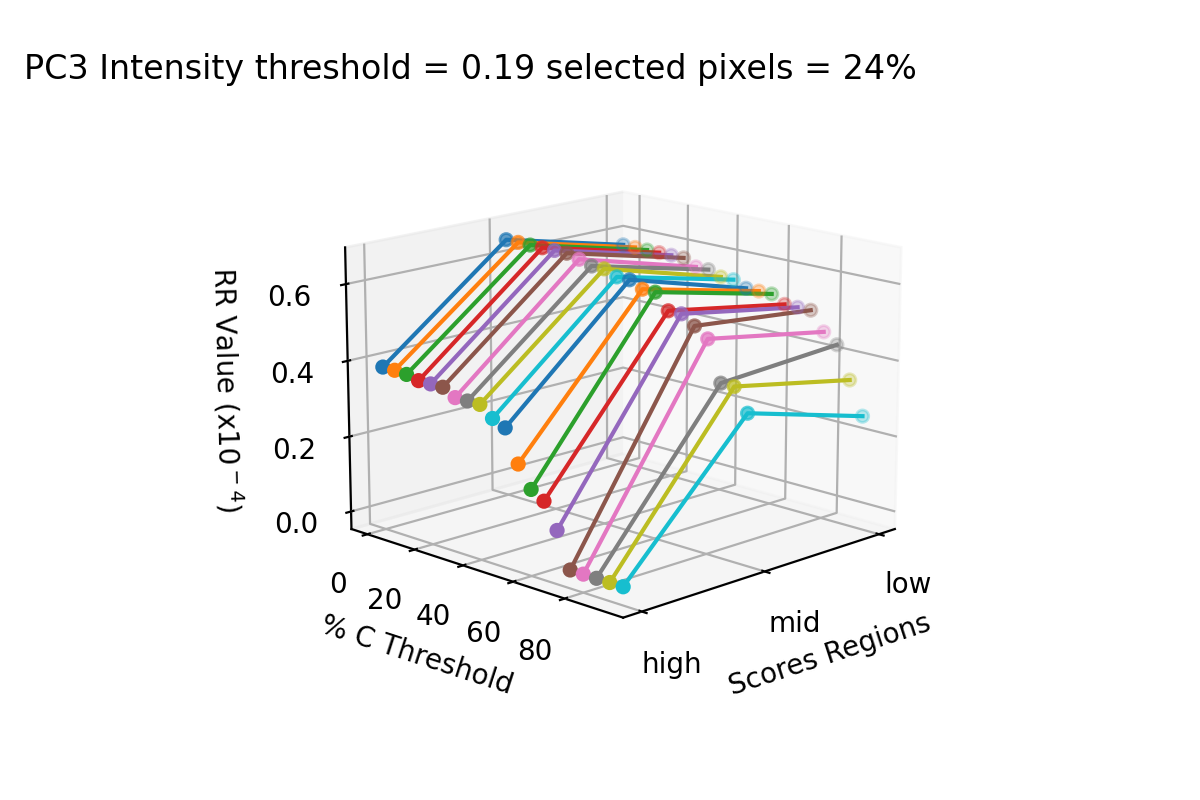 PC3 Intensity threshold = 0.19 selected pixels = 24%
RR Value (x10⁻⁴)
0.6
0.4
0.2
0.0
0
20
40
60
80
% C Threshold
high
mid
low
Scores Regions